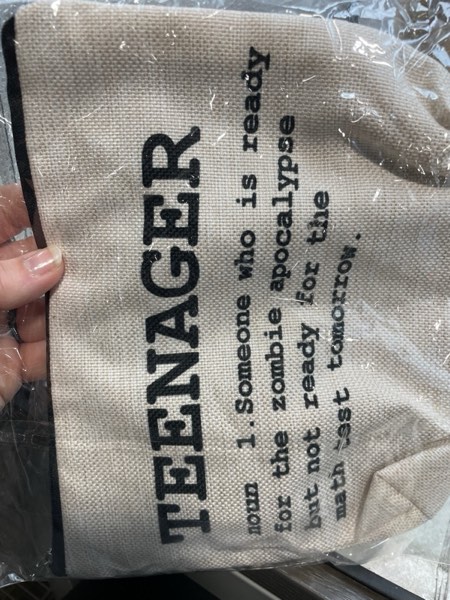 TEENAGER
noun 1.Someone who is ready
for the zombie apocalypse
but not ready for the
math test tomorrow.